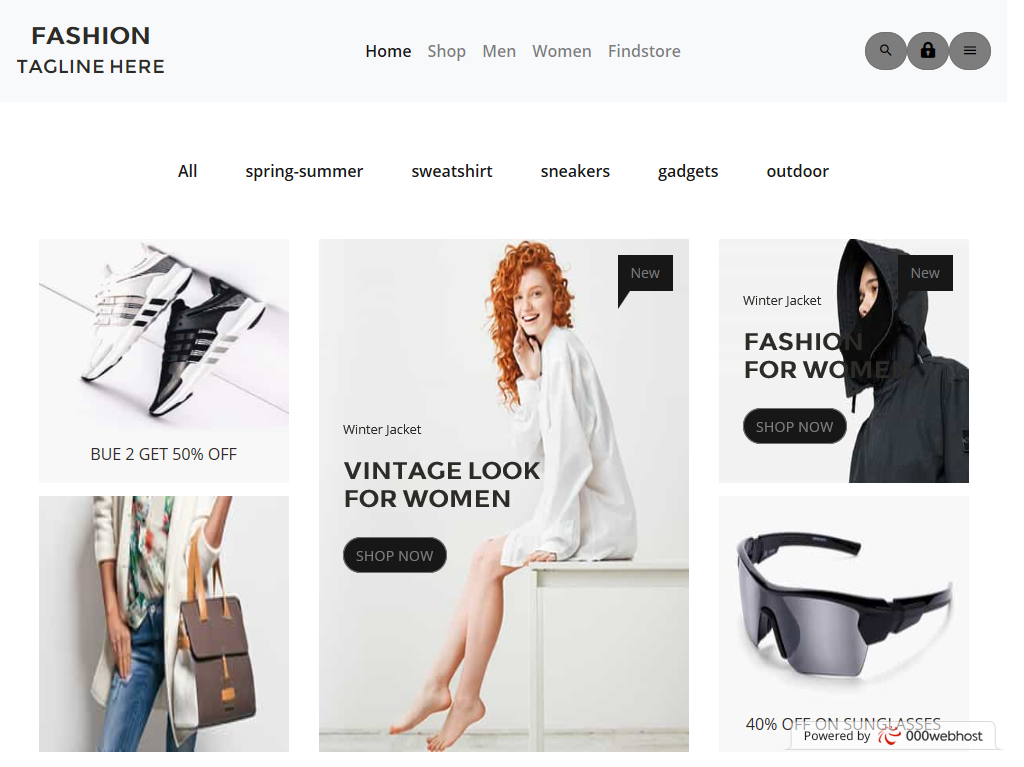 FASHION
TAGLINE HERE
Home Shop Men Women Findstore
All spring-summer sweatshirt sneakers gadgets outdoor
BUE 2 GET 50% OFF
New
Winter Jacket
VINTAGE LOOK
FOR WOMEN
SHOP NOW
New
Winter Jacket
FASHION
FOR WOMEN
SHOP NOW
40% OFF ON SUNGLASSES
Powered by 000webhost